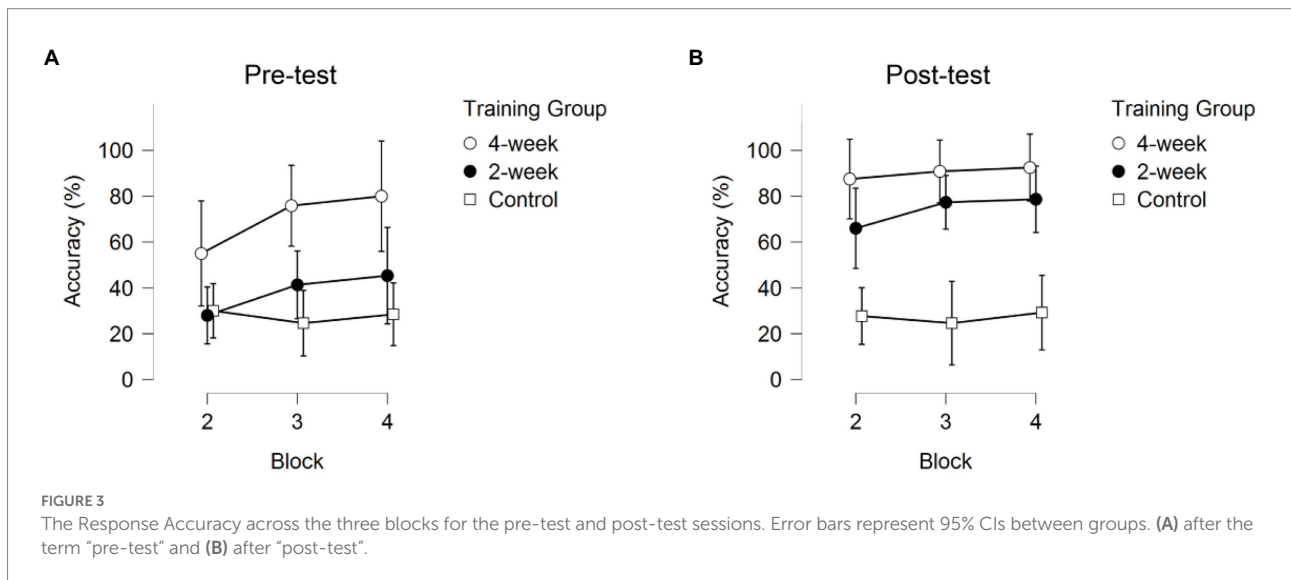 A
Pre-test
Training Group
4-week
2-week
Control
Accuracy (%)
100
80
60
40
20
0
2
3
4
Block
B
Post-test
Training Group
4-week
2-week
Control
Accuracy (%)
100
80
60
40
20
0
2
3
4
Block
FIGURE 3
The Response Accuracy across the three blocks for the pre-test and post-test sessions. Error bars represent 95% CIs between groups. (A) after the
term “pre-test” and (B) after “post-test”.